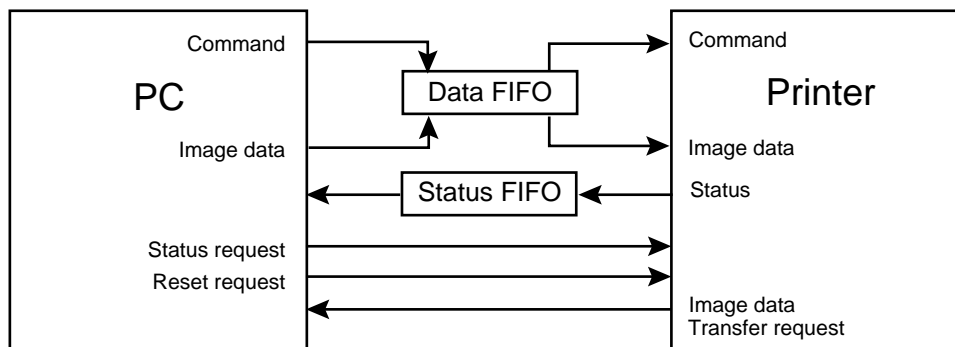 Command
Command
PC
Data FIFO
Printer
Image data
Image data
Status FIFO
Status
Status request
Reset request
Image data
Transfer request